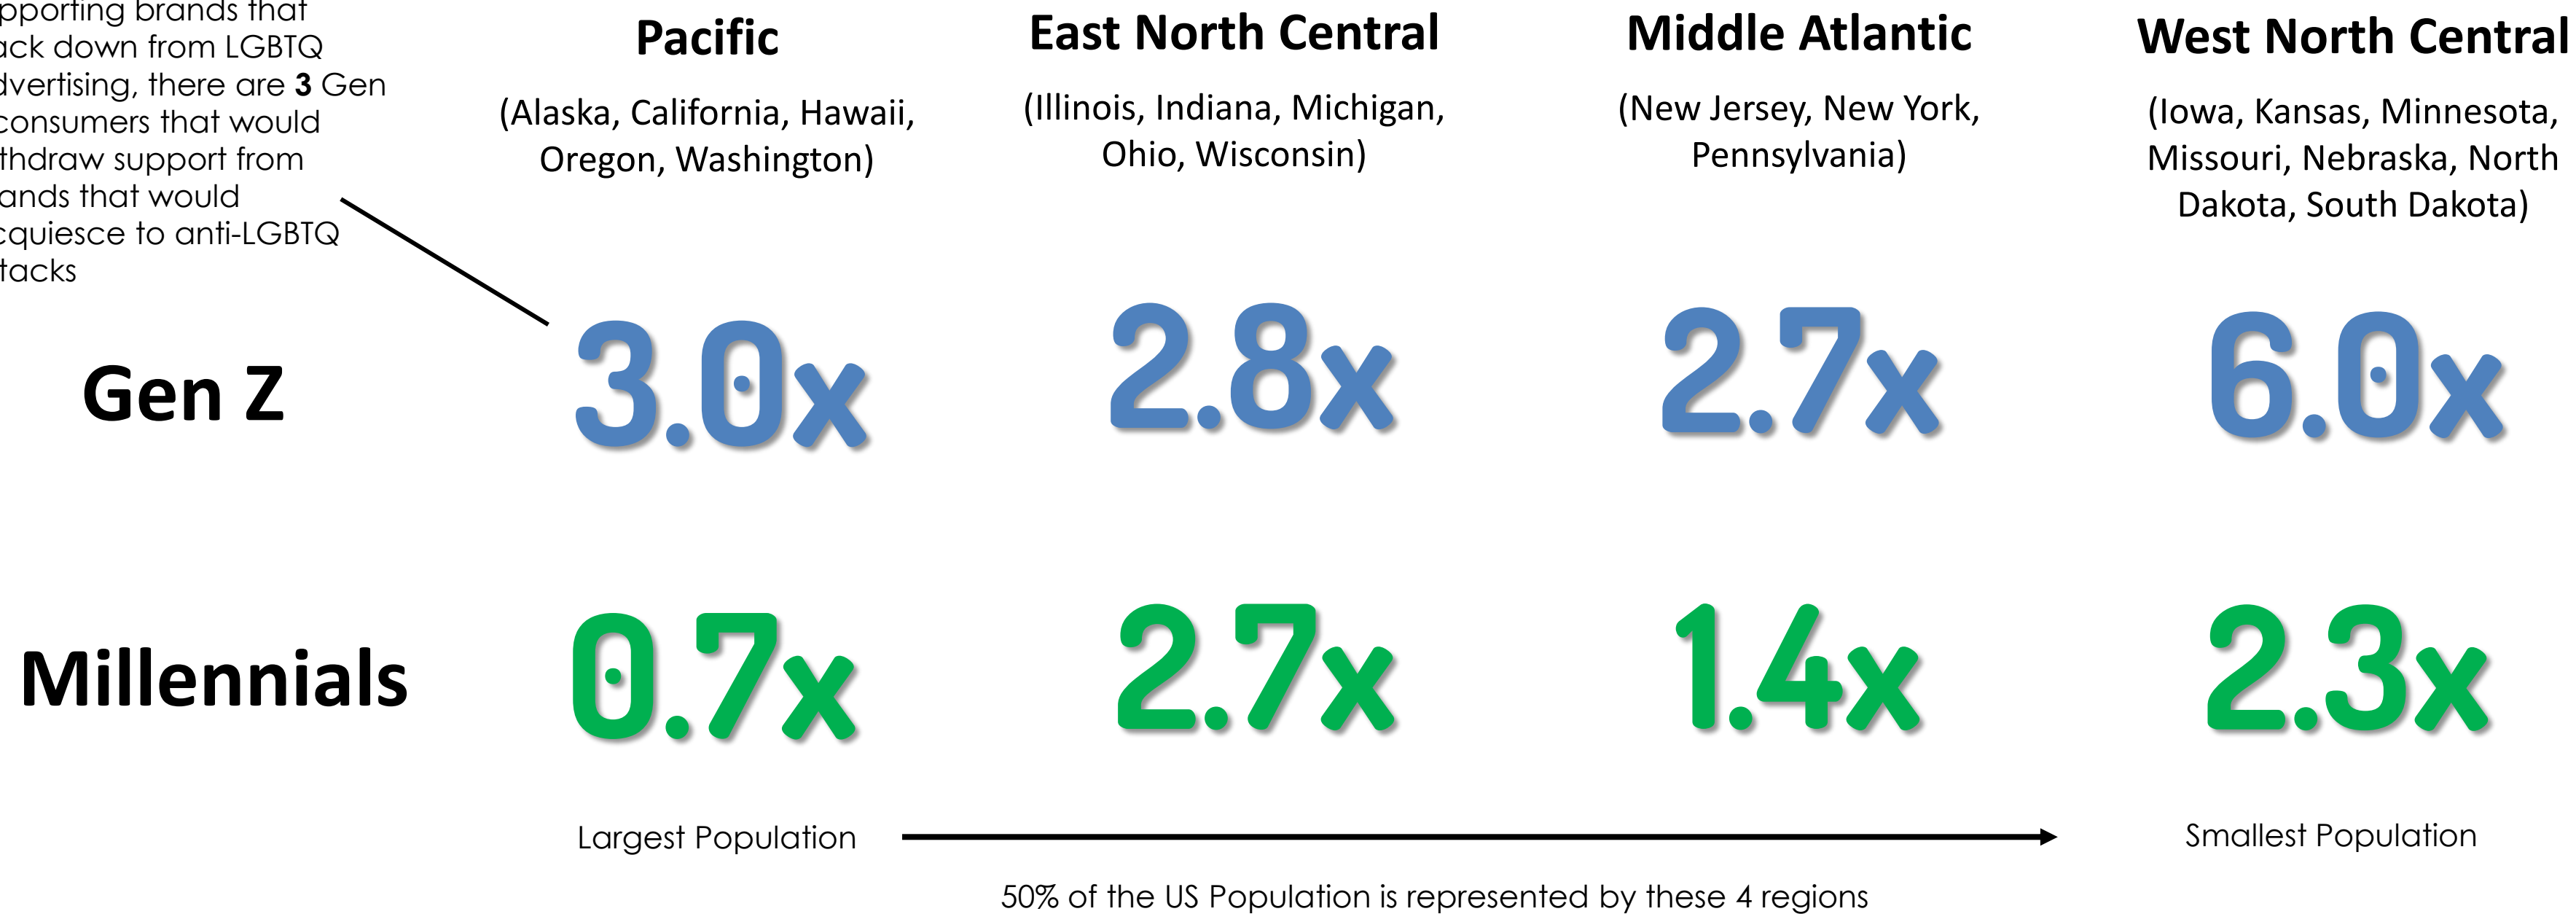 pporting brands that
ack down from LGBTQ
dvertising, there are 3 Gen
consumers that would
thdraw support from
ands that would
cquiesce to anti-LGBTQ
tacks
Pacific
(Alaska, California, Hawaii,
Oregon, Washington)
East North Central
(Illinois, Indiana, Michigan,
Ohio, Wisconsin)
Middle Atlantic
(New Jersey, New York,
Pennsylvania)
West North Central
(Iowa, Kansas, Minnesota,
Missouri, Nebraska, North
Dakota, South Dakota)
Gen Z
3.0x
2.8x
2.7x
6.0x
Millennials
0.7x
2.7x
1.4x
2.3x
Largest Population
Smallest Population
50% of the US Population is represented by these 4 regions